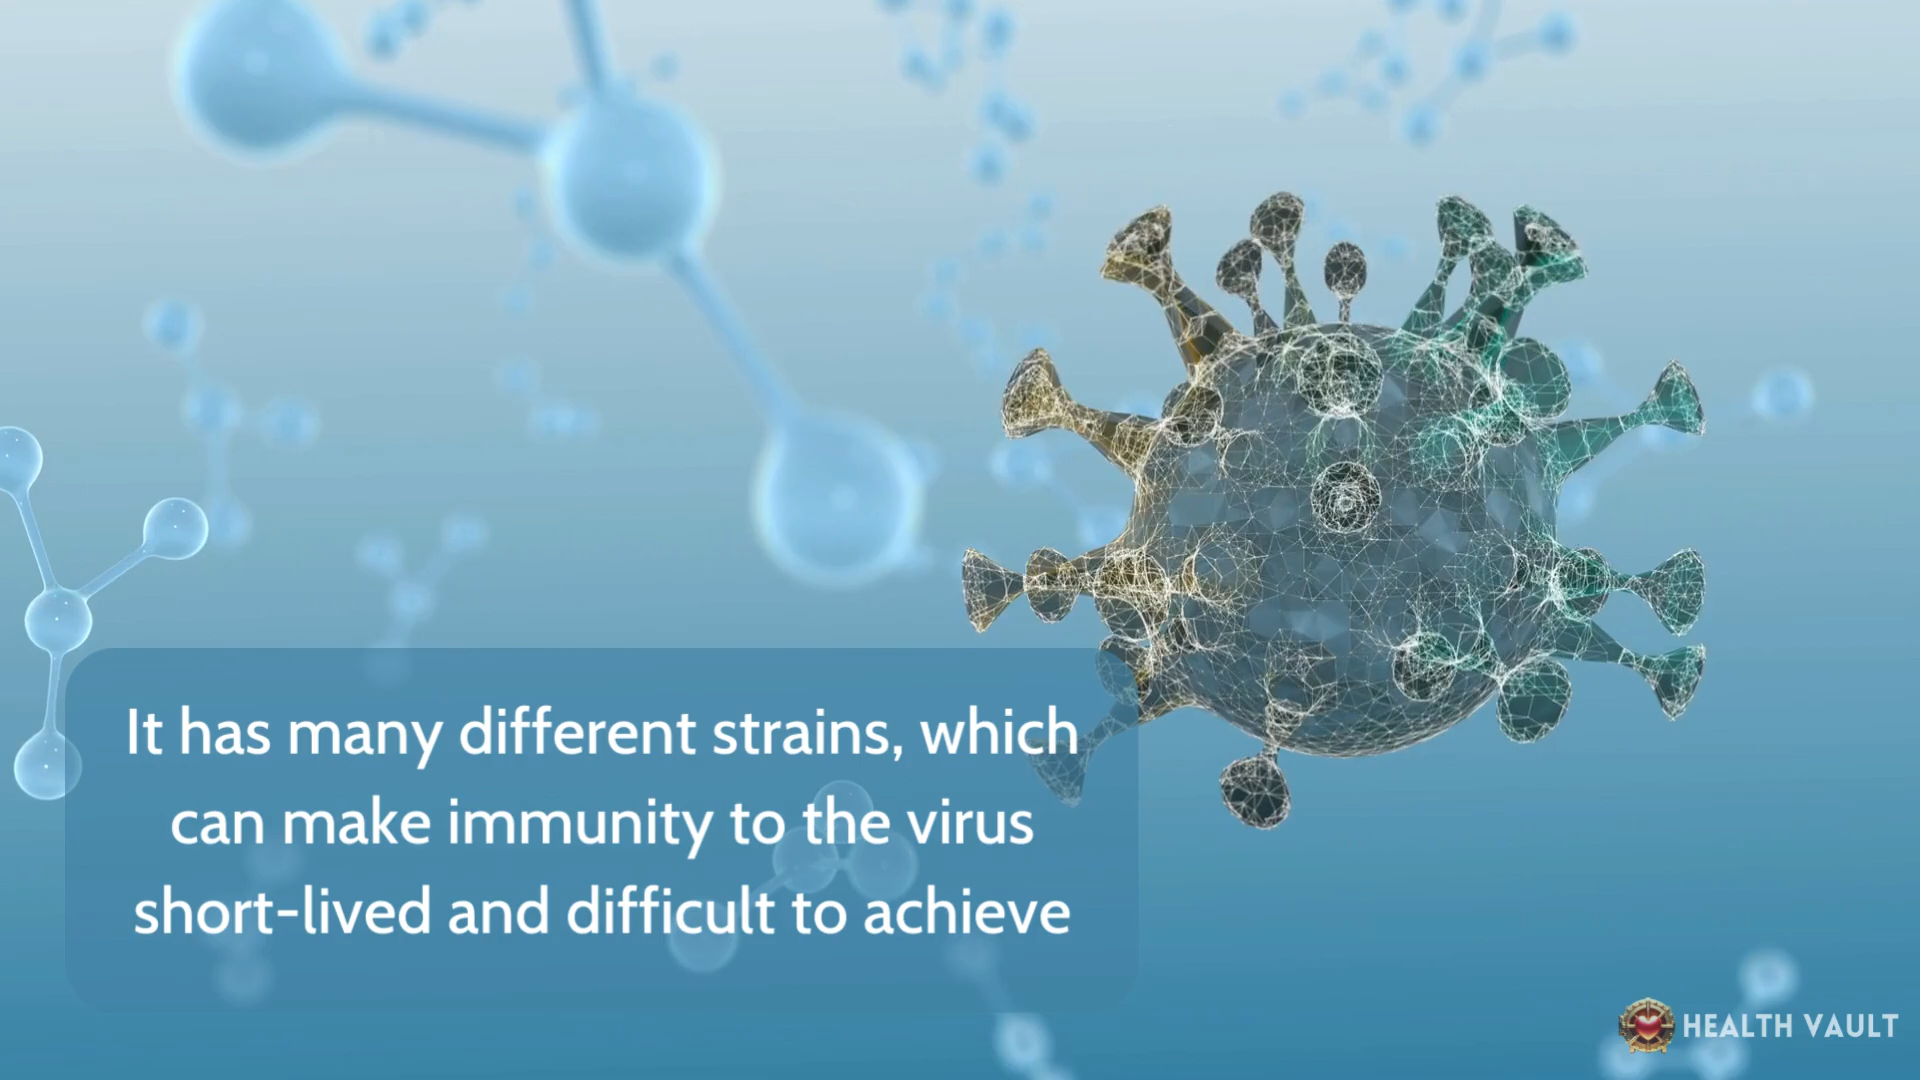 It has many different strains, which
can make immunity to the virus
short-lived and difficult to achieve
HEALTH VAULT